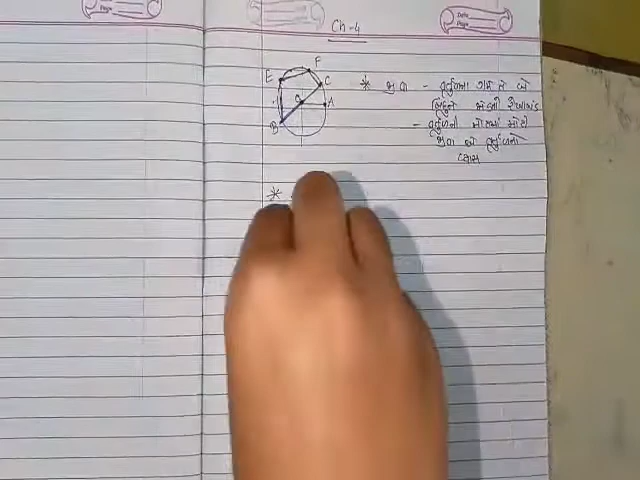 Ch-4
F
E
C
* જીવા - વર્તુળના ગમે તે બે
O
A
બિંદુને જોડતી રેખાખંડ
B
- વર્તુળની મોટામાં મોટી
જીવા એ વર્તુળનો
વ્યાસ
*